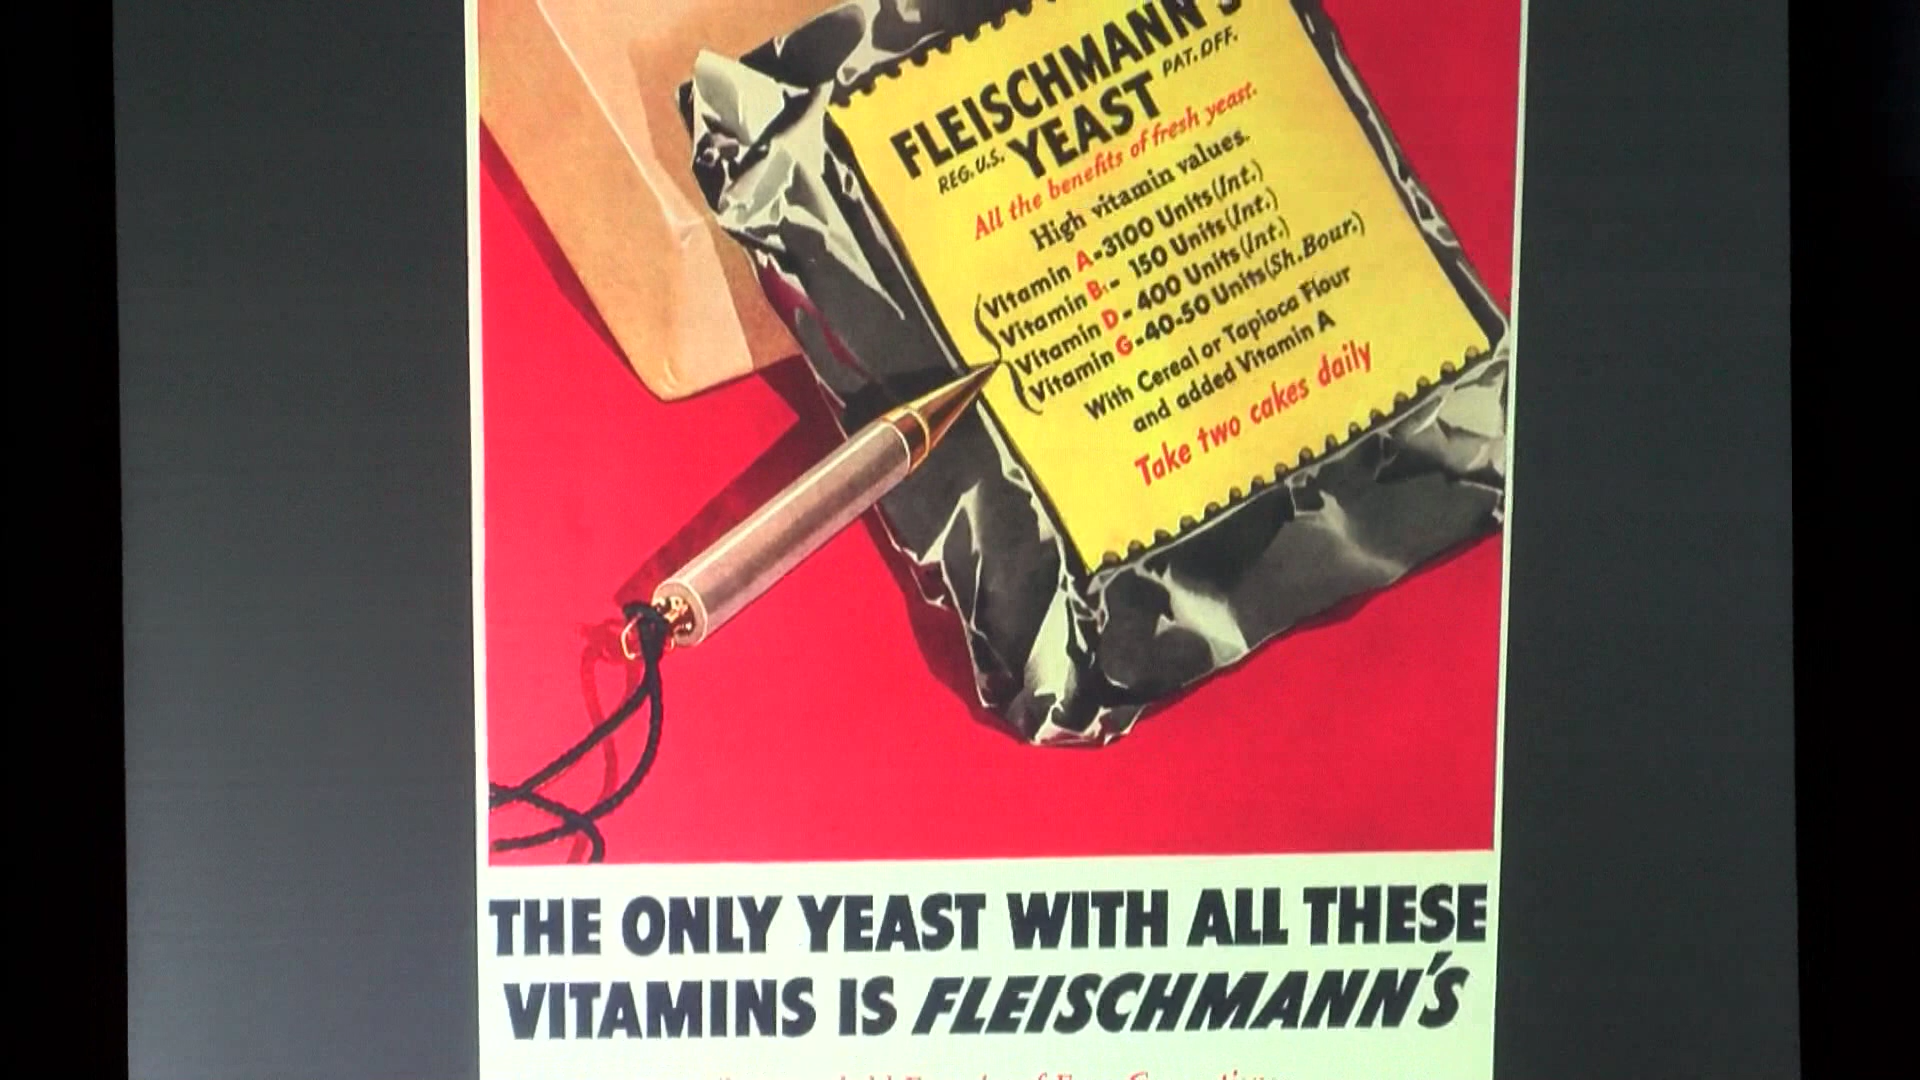 FLEISCHMANN'S
REG. U.S. YEAST PAT. OFF.
All the benefits of fresh yeast.
High vitamin values.
Vitamin A-3100 Units (Int.)
Vitamin B₁- 150 Units (Int.)
Vitamin D - 400 Units (Int.)
Vitamin G-40-50 Units (Sh. Bour.)
With Cereal or Tapioca Flour
and added Vitamin A
Take two cakes daily
THE ONLY YEAST WITH ALL THESE
VITAMINS IS FLEISCHMANN'S